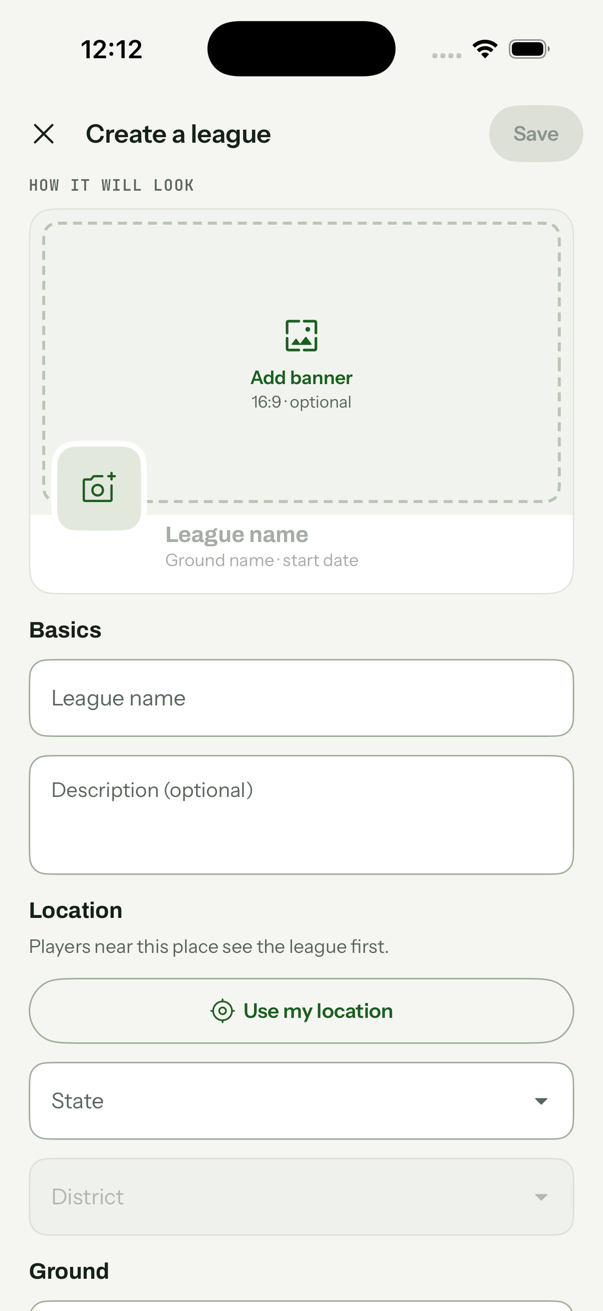 12:12
Create a league
Save
HOW IT WILL LOOK
Add banner
16:9·optional
League name
Ground name·start date
Basics
League name
Description (optional)
Location
Players near this place see the league first.
Use my location
State
District
Ground